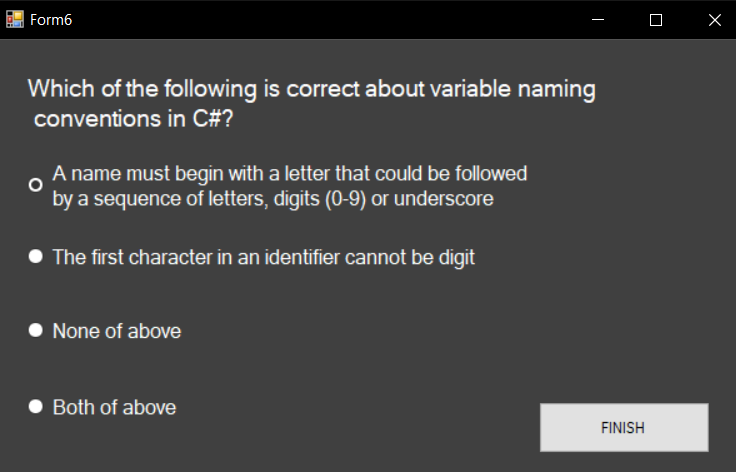 Form6
Which of the following is correct about variable naming
conventions in C#?
A name must begin with a letter that could be followed
by a sequence of letters, digits (0-9) or underscore
The first character in an identifier cannot be digit
None of above
Both of above
FINISH